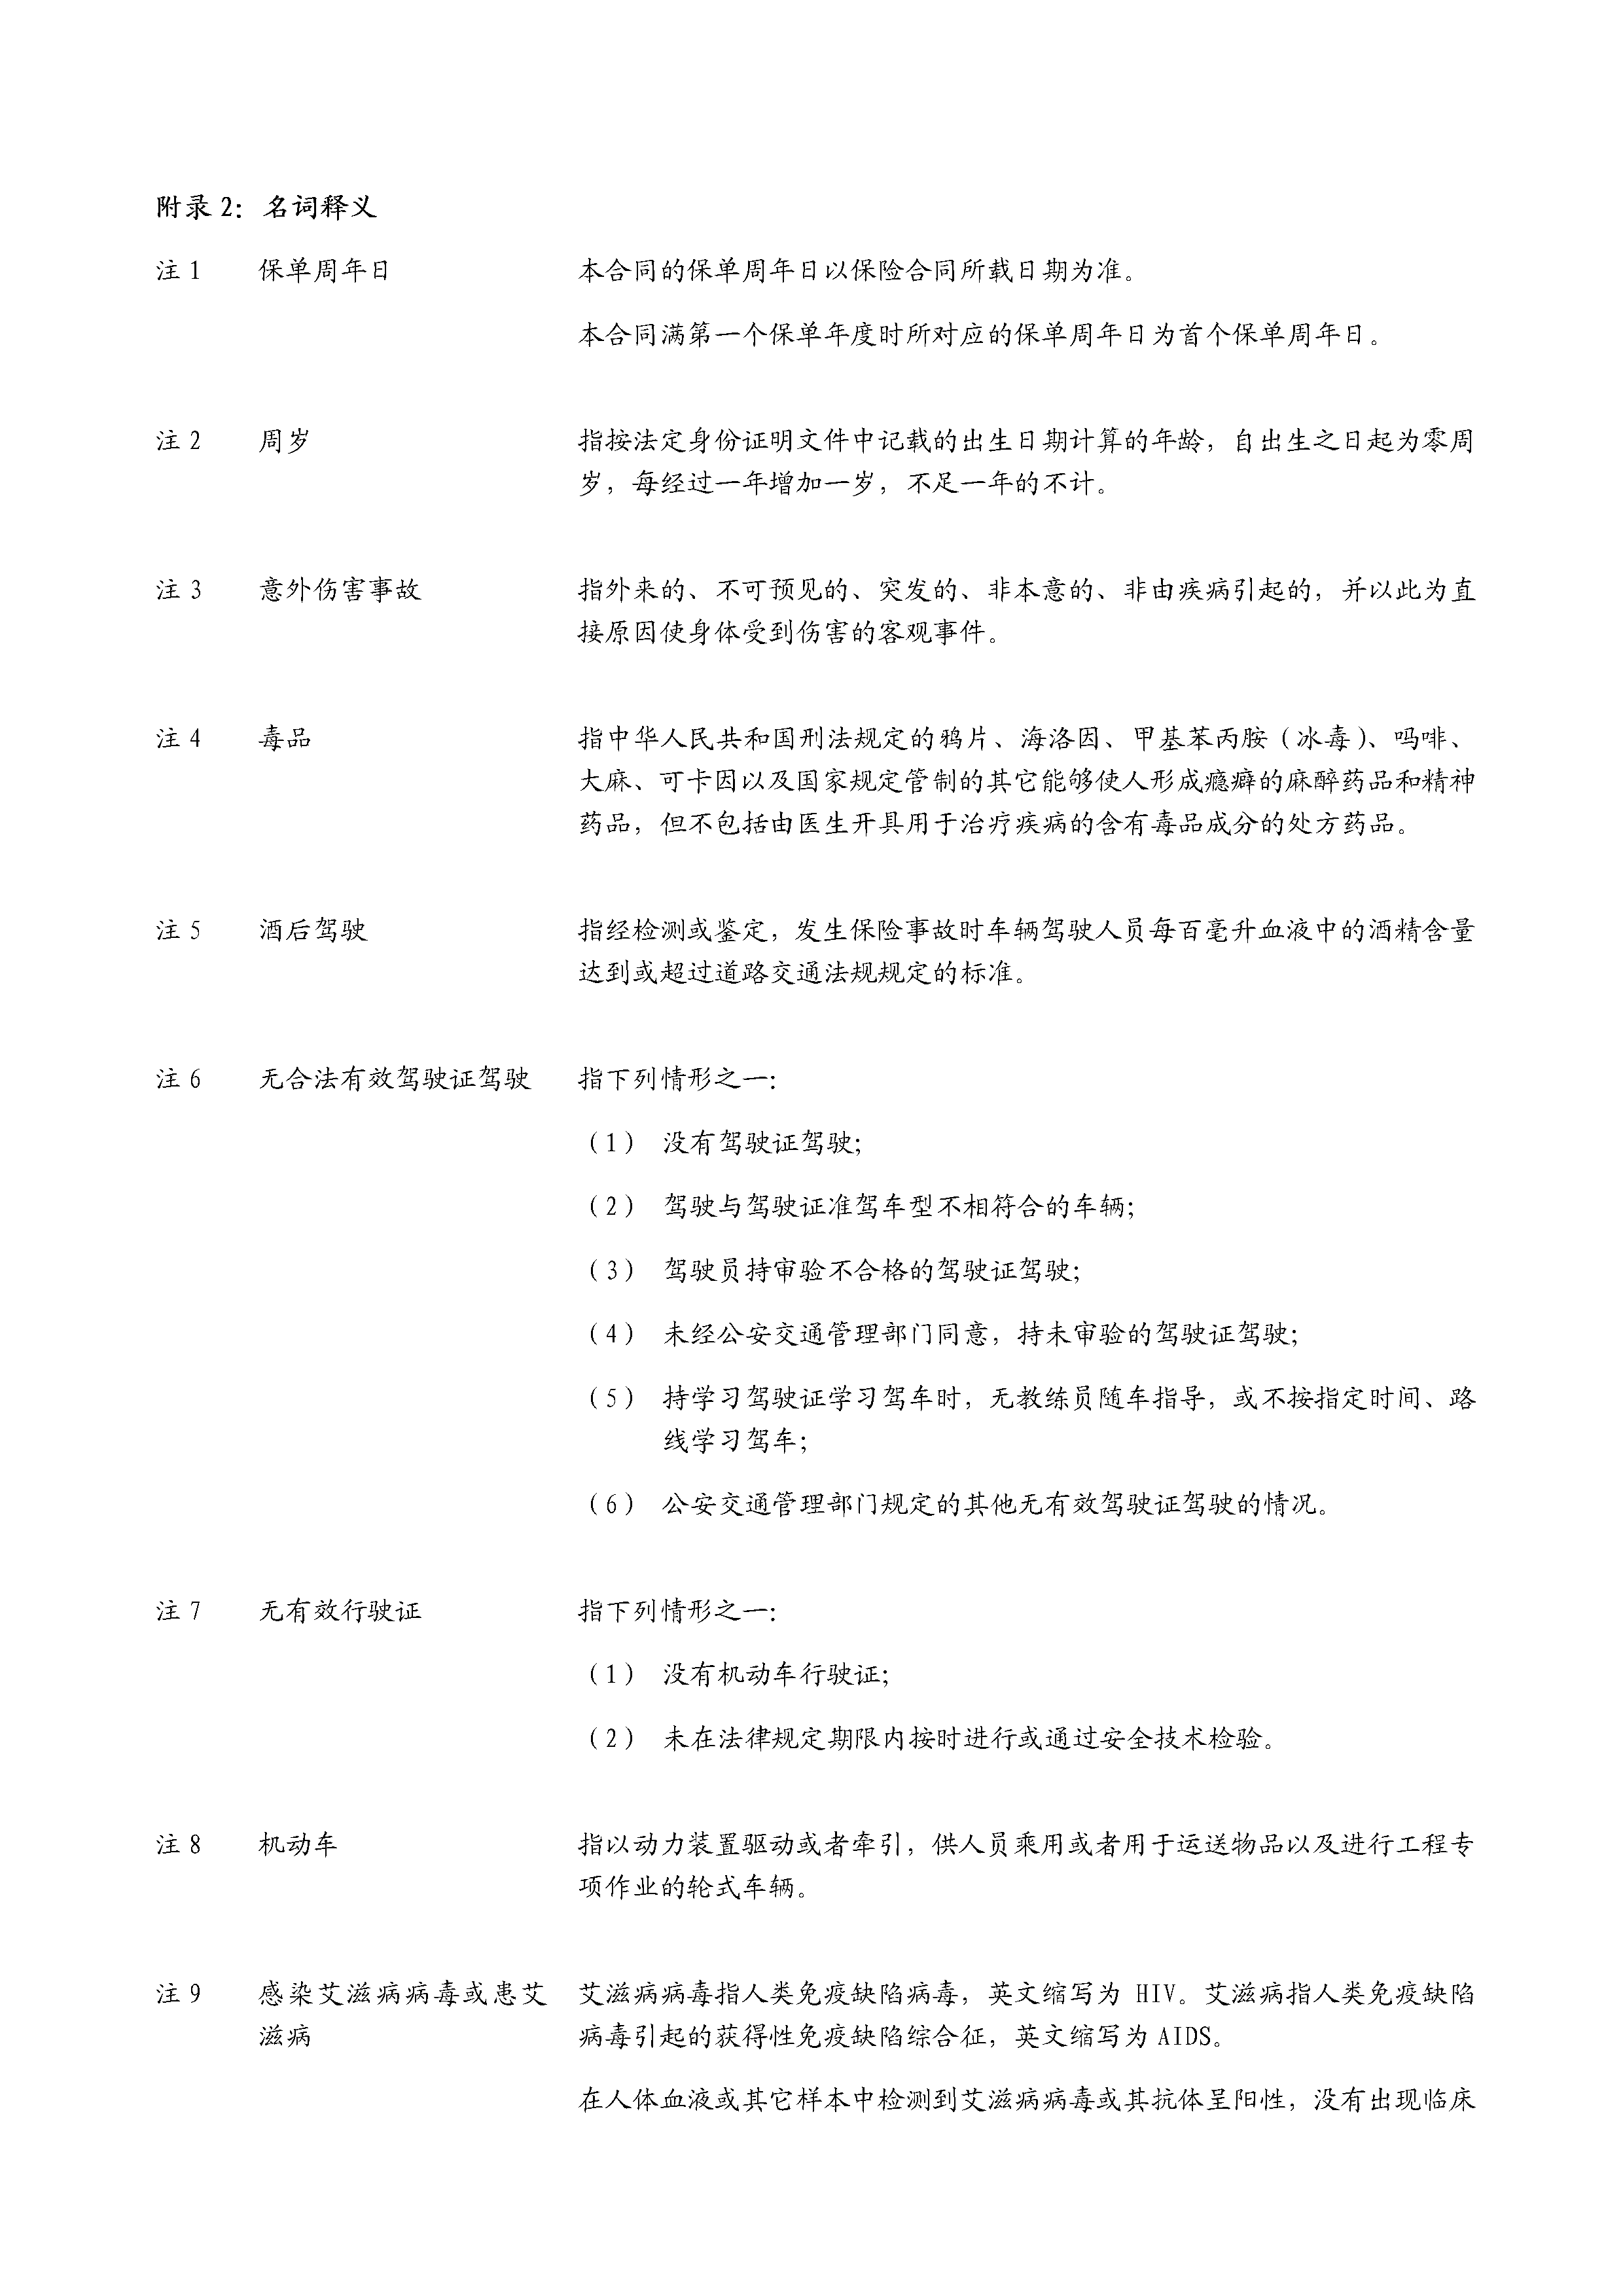 附录 2：名词释义
注 1 保单周年日 本合同的保单周年日以保险合同所载日期为准。
本合同满第一个保单年度时所对应的保单周年日为首个保单周年日。
注 2 周岁 指按法定身份证明文件中记载的出生日期计算的年龄，自出生之日起为零周
岁，每经过一年增加一岁，不足一年的不计。
注 3 意外伤害事故 指外来的、不可预见的、突发的、非本意的、非由疾病引起的，并以此为直
接原因使身体受到伤害的客观事件。
注 4 毒品 指中华人民共和国刑法规定的鸦片、海洛因、甲基苯丙胺（冰毒）、吗啡、
大麻、可卡因以及国家规定管制的其它能够使人形成瘾癖的麻醉药品和精神
药品，但不包括由医生开具用于治疗疾病的含有毒品成分的处方药品。
注 5 酒后驾驶 指经检测或鉴定，发生保险事故时车辆驾驶人员每百毫升血液中的酒精含量
达到或超过道路交通法规规定的标准。
注 6 无合法有效驾驶证驾驶 指下列情形之一：
（1） 没有驾驶证驾驶；
（2） 驾驶与驾驶证准驾车型不相符合的车辆；
（3） 驾驶员持审验不合格的驾驶证驾驶；
（4） 未经公安交通管理部门同意，持未审验的驾驶证驾驶；
（5） 持学习驾驶证学习驾车时，无教练员随车指导，或不按指定时间、路
线学习驾车；
（6） 公安交通管理部门规定的其他无有效驾驶证驾驶的情况。
注 7 无有效行驶证 指下列情形之一：
（1） 没有机动车行驶证；
（2） 未在法律规定期限内按时进行或通过安全技术检验。
注 8 机动车 指以动力装置驱动或者牵引，供人员乘用或者用于运送物品以及进行工程专
项作业的轮式车辆。
注 9 感染艾滋病病毒或患艾 艾滋病病毒指人类免疫缺陷病毒，英文缩写为 HIV。艾滋病指人类免疫缺陷
滋病 病毒引起的获得性免疫缺陷综合征，英文缩写为 AIDS。
在人体血液或其它样本中检测到艾滋病病毒或其抗体呈阳性，没有出现临床